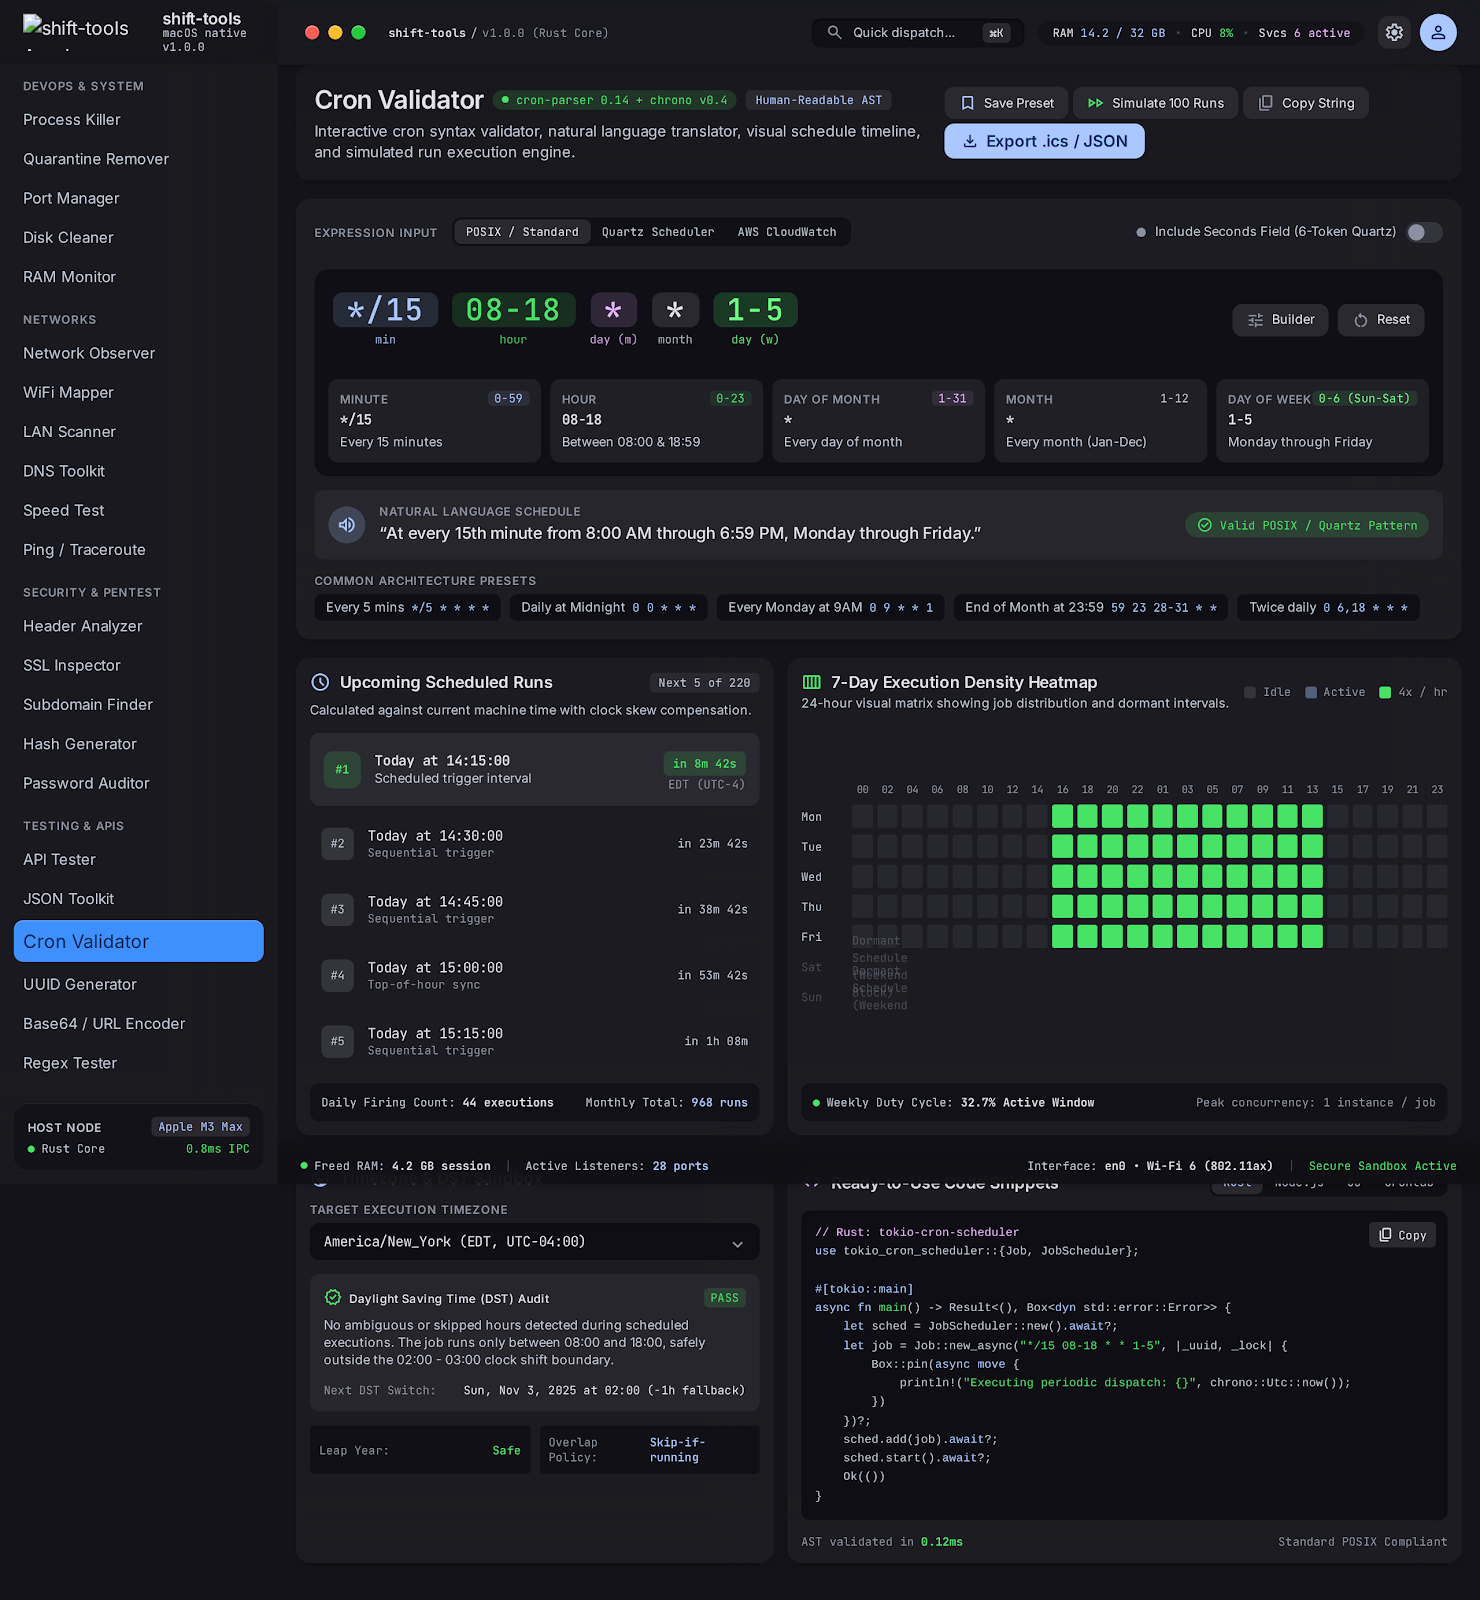 shift-tools
shift-tools
macOS native
v1.0.0
shift-tools / v1.0.0 (Rust Core)
Quick dispatch... ⌘K
RAM 14.2 / 32 GB • CPU 8% • Svcs 6 active
DEVOPS & SYSTEM
Process Killer
Quarantine Remover
Port Manager
Disk Cleaner
RAM Monitor
NETWORKS
Network Observer
WiFi Mapper
LAN Scanner
DNS Toolkit
Speed Test
Ping / Traceroute
SECURITY & PENTEST
Header Analyzer
SSL Inspector
Subdomain Finder
Hash Generator
Password Auditor
TESTING & APIS
API Tester
JSON Toolkit
Cron Validator
UUID Generator
Base64 / URL Encoder
Regex Tester
HOST NODE Apple M3 Max
Rust Core 0.8ms IPC
Cron Validator cron-parser 0.14 + chrono v0.4 Human-Readable AST
Interactive cron syntax validator, natural language translator, visual schedule timeline,
and simulated run execution engine.
Save Preset Simulate 100 Runs Copy String
Export .ics / JSON
EXPRESSION INPUT POSIX / Standard Quartz Scheduler AWS CloudWatch
Include Seconds Field (6-Token Quartz)
*/15 08-18 * * 1-5
min hour day (m) month day (w)
Builder Reset
MINUTE 0-59
*/15
Every 15 minutes
HOUR 0-23
08-18
Between 08:00 & 18:59
DAY OF MONTH 1-31
*
Every day of month
MONTH 1-12
*
Every month (Jan-Dec)
DAY OF WEEK 0-6 (Sun-Sat)
1-5
Monday through Friday
NATURAL LANGUAGE SCHEDULE
“At every 15th minute from 8:00 AM through 6:59 PM, Monday through Friday.”
Valid POSIX / Quartz Pattern
COMMON ARCHITECTURE PRESETS
Every 5 mins */5 * * * *
Daily at Midnight 0 0 * * *
Every Monday at 9AM 0 9 * * 1
End of Month at 23:59 59 23 28-31 * *
Twice daily 0 6,18 * * *
Upcoming Scheduled Runs Next 5 of 220
Calculated against current machine time with clock skew compensation.
#1 Today at 14:15:00 in 8m 42s
Scheduled trigger interval EDT (UTC-4)
#2 Today at 14:30:00 in 23m 42s
Sequential trigger
#3 Today at 14:45:00 in 38m 42s
Sequential trigger
#4 Today at 15:00:00 in 53m 42s
Top-of-hour sync
#5 Today at 15:15:00 in 1h 08m
Sequential trigger
Daily Firing Count: 44 executions Monthly Total: 968 runs
7-Day Execution Density Heatmap
24-hour visual matrix showing job distribution and dormant intervals.
Idle Active 4x / hr
00 02 04 06 08 10 12 14 16 18 20 22 01 03 05 07 09 11 13 15 17 19 21 23
Mon
Tue
Wed
Thu
Fri
Dormant
Schedule
Sat Dormant
(Weekend
Schedule
Block)
Sun (Weekend
Weekly Duty Cycle: 32.7% Active Window Peak concurrency: 1 instance / job
Freed RAM: 4.2 GB session | Active Listeners: 28 ports
Interface: en0 • Wi-Fi 6 (802.11ax) | Secure Sandbox Active
Timezone & DST Sandbox
TARGET EXECUTION TIMEZONE
America/New_York (EDT, UTC-04:00)
Daylight Saving Time (DST) Audit PASS
No ambiguous or skipped hours detected during scheduled
executions. The job runs only between 08:00 and 18:00, safely
outside the 02:00 - 03:00 clock shift boundary.
Next DST Switch: Sun, Nov 3, 2025 at 02:00 (-1h fallback)
Leap Year: Safe
Overlap Policy: Skip-if-running
Ready-to-Use Code Snippets Rust Node.js Go Crontab
Copy
// Rust: tokio-cron-scheduler
use tokio_cron_scheduler::{Job, JobScheduler};
#[tokio::main]
async fn main() -> Result<(), Box<dyn std::error::Error>> {
let sched = JobScheduler::new().await?;
let job = Job::new_async("*/15 08-18 * * 1-5", |_uuid, _lock| {
Box::pin(async move {
println!("Executing periodic dispatch: {}", chrono::Utc::now());
})
})?;
sched.add(job).await?;
sched.start().await?;
Ok(())
}
AST validated in 0.12ms Standard POSIX Compliant